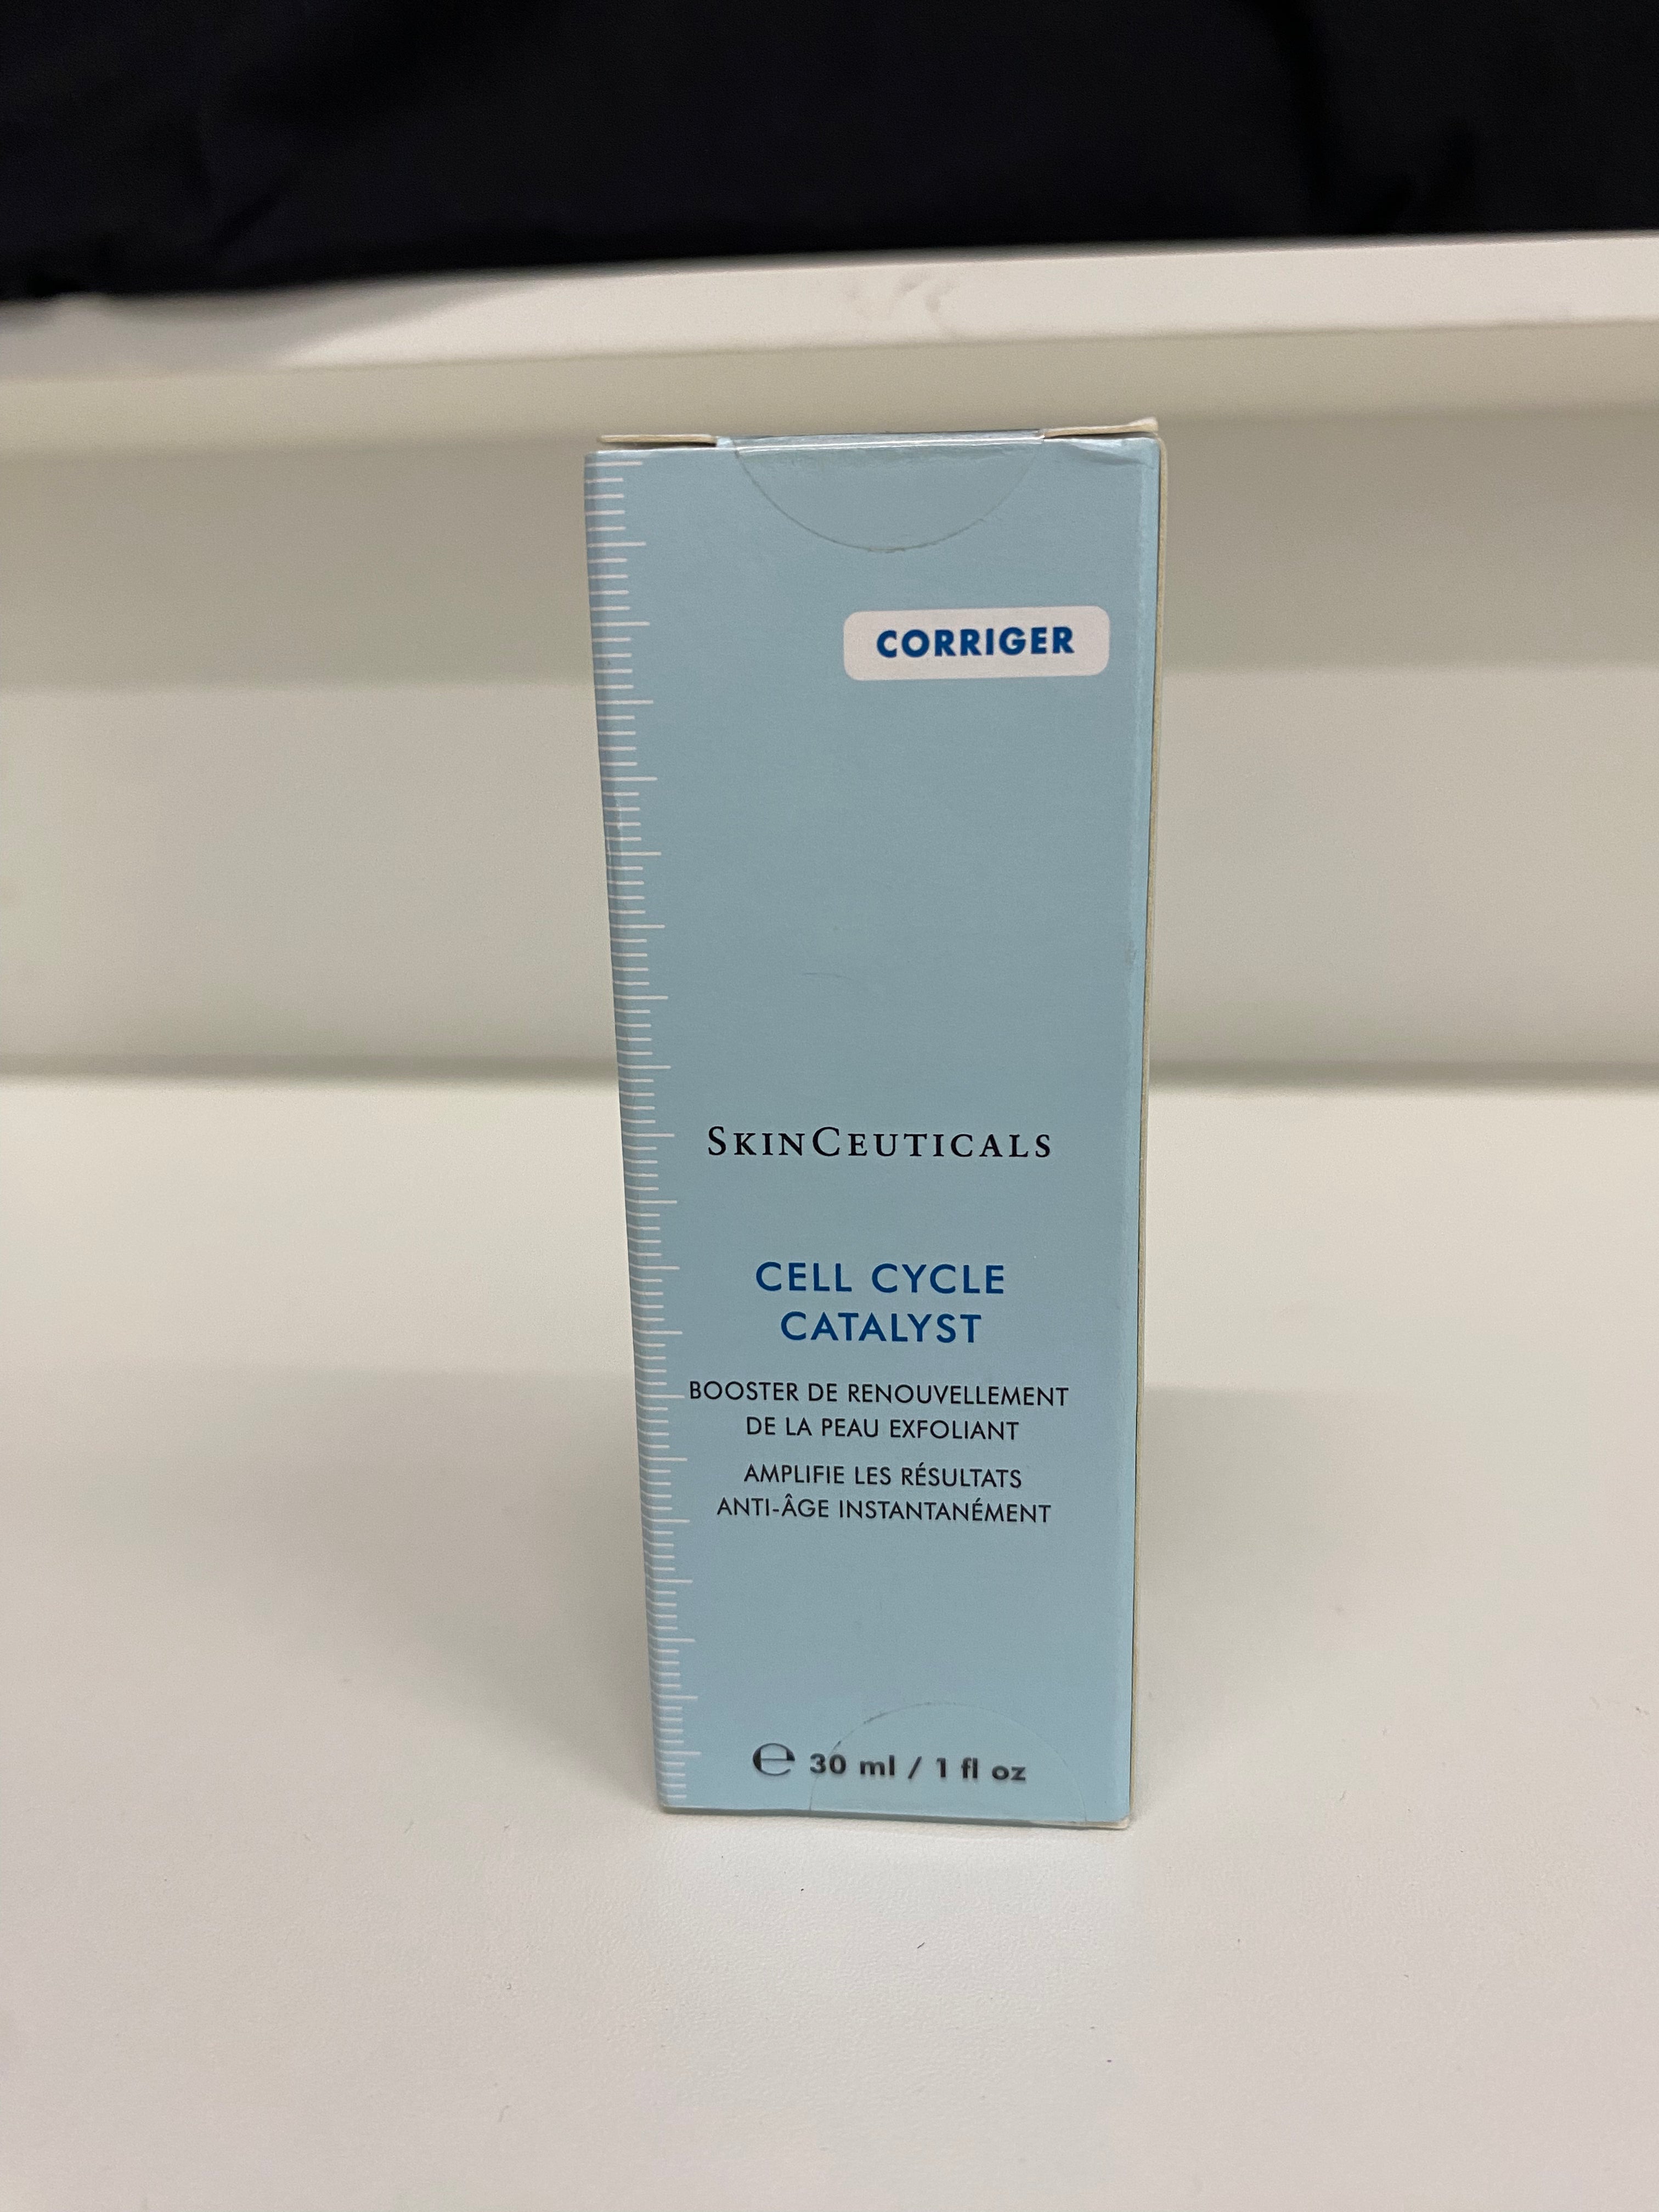 CORRIGER
SKINCEUTICALS
CELL CYCLE
CATALYST
BOOSTER DE RENOUVELLEMENT
DE LA PEAU EXFOLIANT
AMPLIFIE LES RÉSULTATS
ANTI-ÂGE INSTANTANÉMENT
℮ 30 ml / 1 fl oz